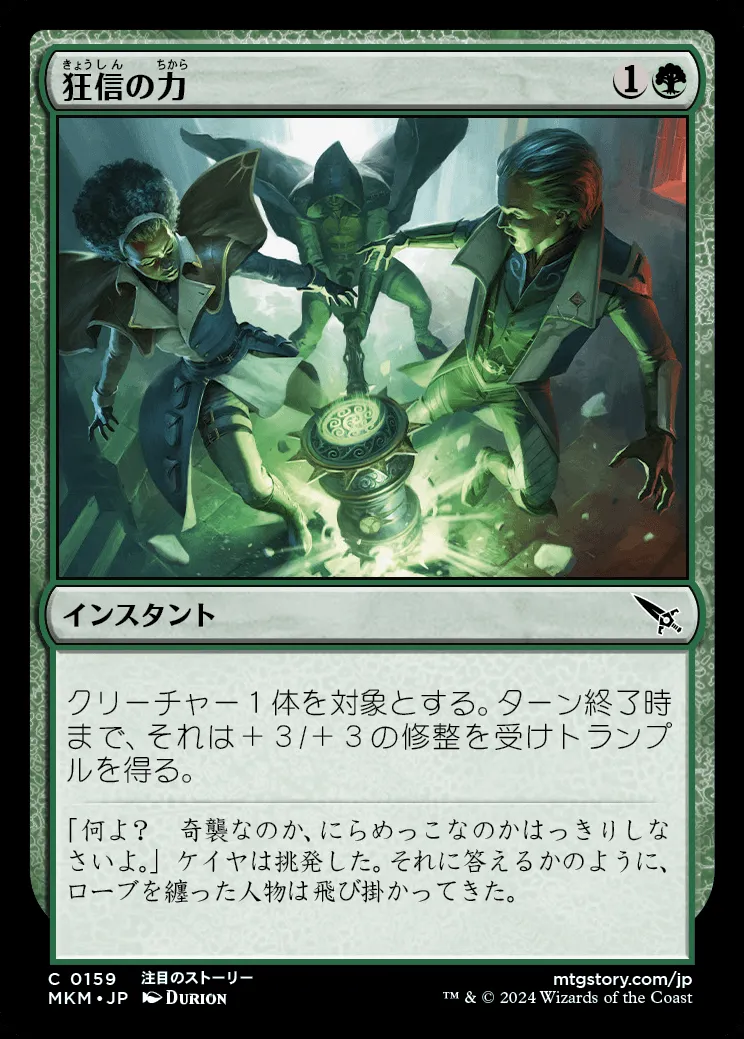 きょうしん ちから
狂信の力 1
インスタント
クリーチャー1体を対象とする。ターン終了時
まで、それは+3/+3の修整を受けトランプ
ルを得る。
「何よ? 奇襲なのか、にらめっこなのかはっきりしな
さいよ。」 ケイヤは挑発した。それに答えるかのように、
ローブを纏った人物は飛び掛かってきた。
C 0159 注目のストーリー mtgstory.com/jp
MKM • JP DURION ™ & © 2024 Wizards of the Coast